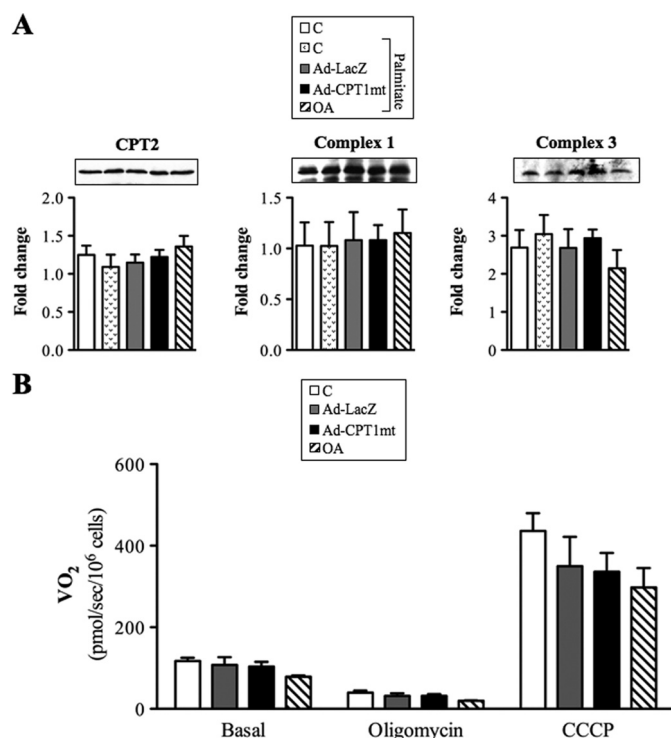 A
C
C
Ad-LacZ
Ad-CPT1mt
OA
Palmitate
CPT2
Complex 1
Complex 3
Fold change
2.0
1.5
1.0
0.5
0.0
Fold change
1.5
1.0
0.5
0.0
Fold change
4
3
2
1
0
B
C
Ad-LacZ
Ad-CPT1mt
OA
VO₂
(pmol/sec/10⁶ cells)
600
400
200
0
Basal
Oligomycin
CCCP